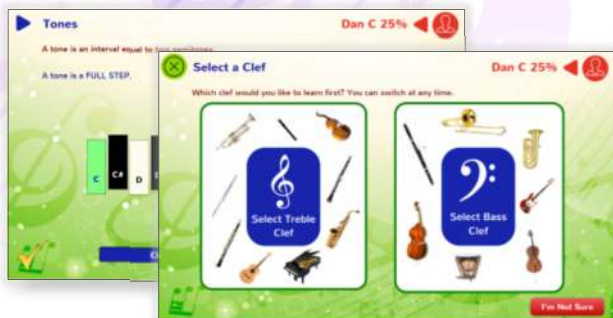 Tones
Dan C 25%
A tone is an interval equal to two semitones.
A tone is a FULL STEP.
C
C#
D
Select a Clef
Dan C 25%
Which clef would you like to learn first? You can switch at any time.
Select Treble
Clef
Select Bass
Clef
I'm Not Sure